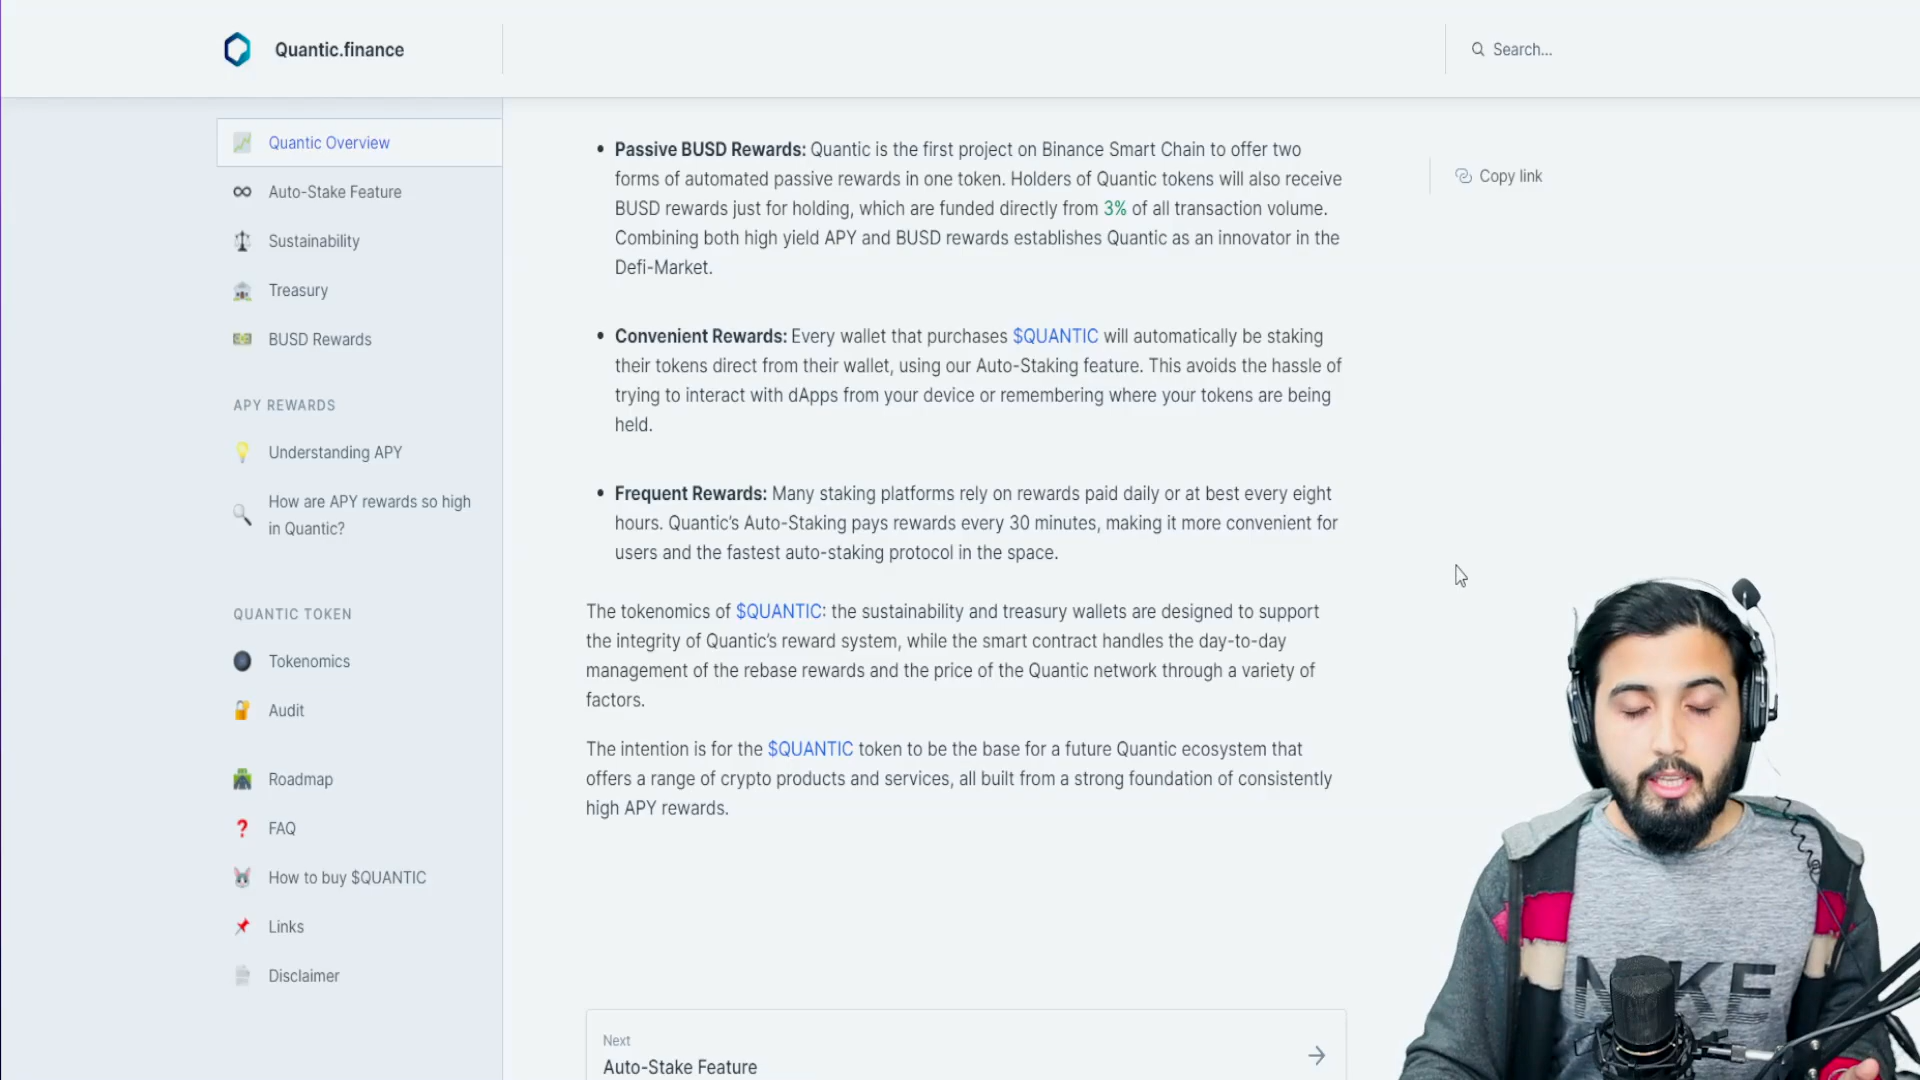 Quantic.finance
Search...
Quantic Overview
Auto-Stake Feature
Sustainability
Treasury
BUSD Rewards
APY REWARDS
Understanding APY
How are APY rewards so high
in Quantic?
QUANTIC TOKEN
Tokenomics
Audit
Roadmap
FAQ
How to buy $QUANTIC
Links
Disclaimer
• Passive BUSD Rewards: Quantic is the first project on Binance Smart Chain to offer two
forms of automated passive rewards in one token. Holders of Quantic tokens will also receive
BUSD rewards just for holding, which are funded directly from 3% of all transaction volume.
Combining both high yield APY and BUSD rewards establishes Quantic as an innovator in the
Defi-Market.
• Convenient Rewards: Every wallet that purchases $QUANTIC will automatically be staking
their tokens direct from their wallet, using our Auto-Staking feature. This avoids the hassle of
trying to interact with dApps from your device or remembering where your tokens are being
held.
• Frequent Rewards: Many staking platforms rely on rewards paid daily or at best every eight
hours. Quantic’s Auto-Staking pays rewards every 30 minutes, making it more convenient for
users and the fastest auto-staking protocol in the space.
The tokenomics of $QUANTIC: the sustainability and treasury wallets are designed to support
the integrity of Quantic’s reward system, while the smart contract handles the day-to-day
management of the rebase rewards and the price of the Quantic network through a variety of
factors.
The intention is for the $QUANTIC token to be the base for a future Quantic ecosystem that
offers a range of crypto products and services, all built from a strong foundation of consistently
high APY rewards.
Next
Auto-Stake Feature
Copy link
NIKE